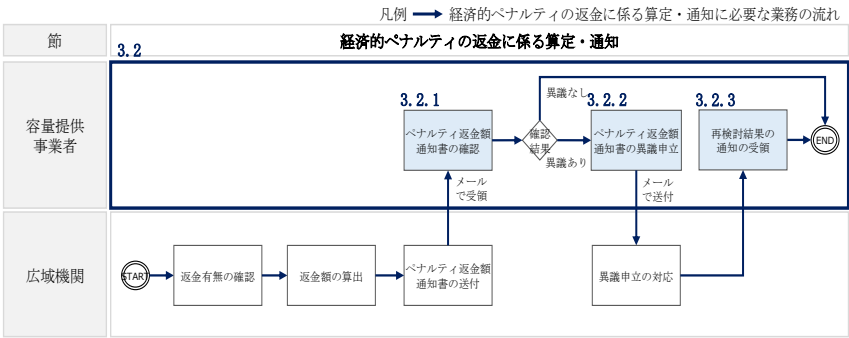 凡例 経済的ペナルティの返金に係る算定・通知に必要な業務の流れ
節
3.2
経済的ペナルティの返金に係る算定・通知
容量提供
事業者
3.2.1
ペナルティ返金額
通知書の確認
確認
結果
異議なし
異議あり
3.2.2
ペナルティ返金額
通知書の異議申立
3.2.3
再検討結果の
通知の受領
END
メール
で受領
メール
で送付
広域機関
START
返金有無の確認
返金額の算出
ペナルティ返金額
通知書の送付
異議申立の対応